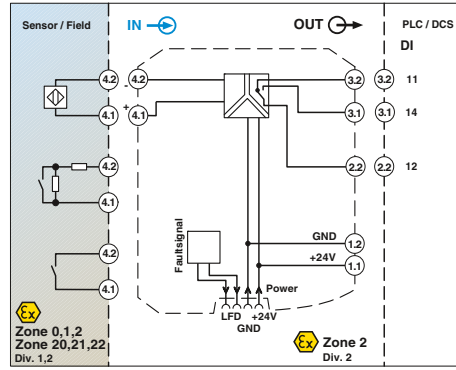 Sensor / Field
IN
OUT
PLC / DCS
DI
4.2
4.2
-
3.2
3.2
11
4.1
+
4.1
3.1
3.1
14
4.2
2.2
2.2
12
4.1
Faultsignal
GND
1.2
4.2
+24V
1.1
4.1
Power
LFD
+24V
GND
Ex
Zone 0,1,2
Zone 20,21,22
Div. 1,2
Ex
Zone 2
Div. 2